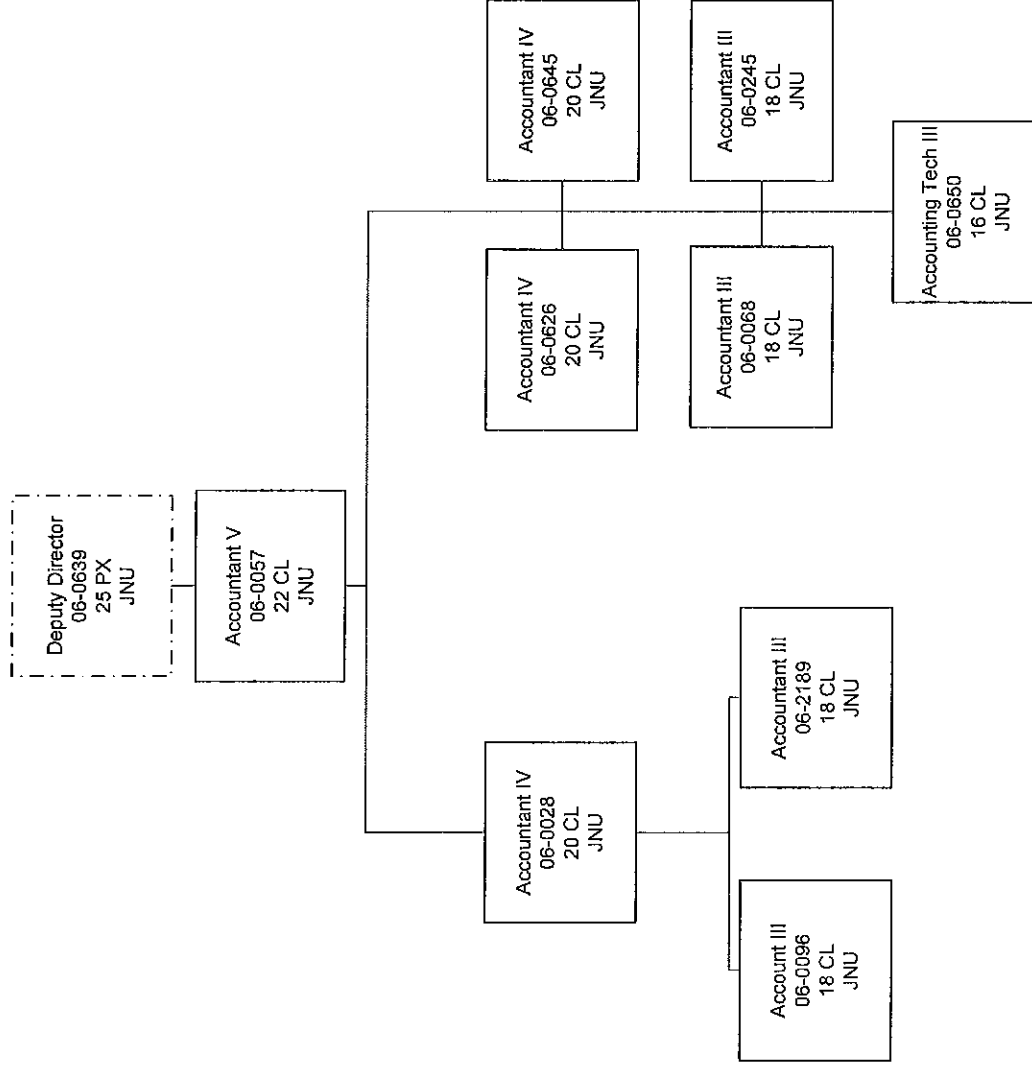 Deputy Director
06-0639
25 PX
JNU
Accountant V
06-0057
22 CL
JNU
Accountant IV
06-0028
20 CL
JNU
Accountant IV
06-0626
20 CL
JNU
Accountant IV
06-0645
20 CL
JNU
Accountant III
06-0068
18 CL
JNU
Accountant III
06-0245
18 CL
JNU
Account III
06-0096
18 CL
JNU
Accountant III
06-2189
18 CL
JNU
Accounting Tech III
06-0650
16 CL
JNU